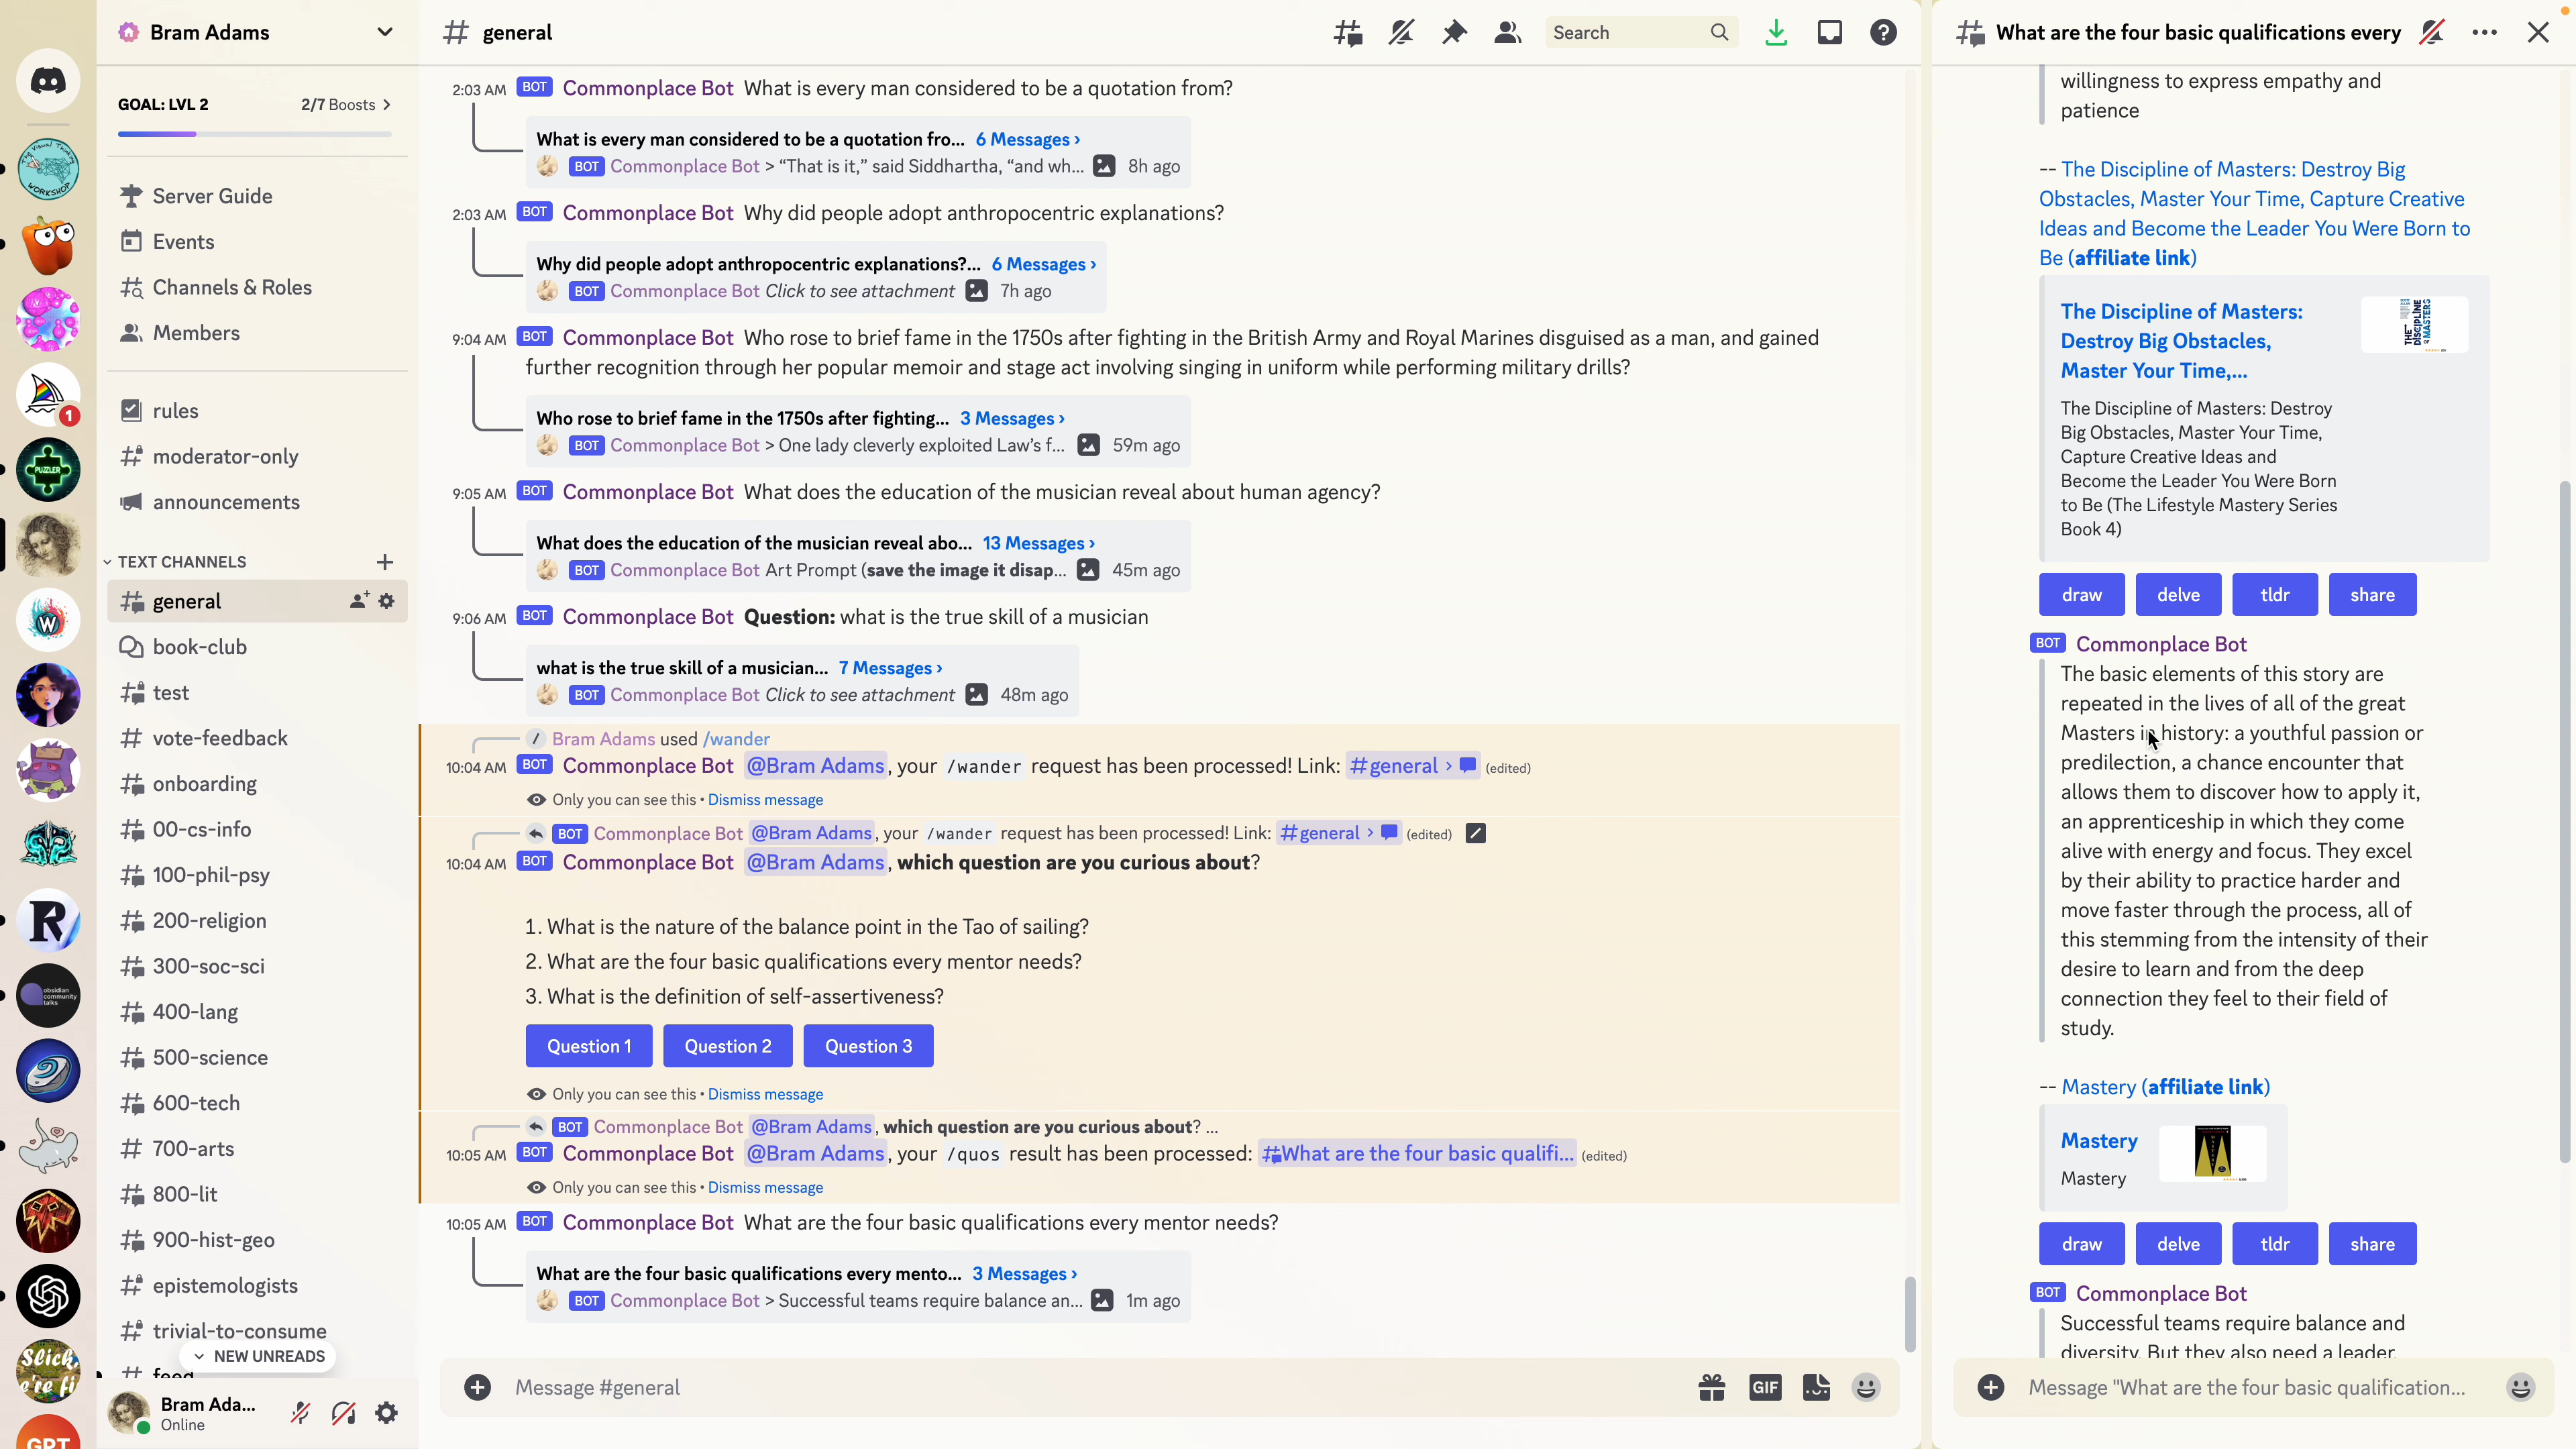 Bram Adams
GOAL: LVL 2
2/7 Boosts
Server Guide
Events
Channels & Roles
Members
rules
moderator-only
announcements
TEXT CHANNELS
general
book-club
test
vote-feedback
onboarding
00-cs-info
100-phil-psy
200-religion
300-soc-sci
400-lang
500-science
600-tech
700-arts
800-lit
900-hist-geo
epistemologists
trivial-to-consume
feed
NEW UNREADS
Bram Ada...
Online
1
PUZZLER
WORKSHOP
W
R
obsidian
community
talks
Slick,
GPT
general
Search
2:03 AM BOT Commonplace Bot What is every man considered to be a quotation from?
What is every man considered to be a quotation fro... 6 Messages ›
BOT Commonplace Bot > “That is it,” said Siddhartha, “and wh... 8h ago
2:03 AM BOT Commonplace Bot Why did people adopt anthropocentric explanations?
Why did people adopt anthropocentric explanations?... 6 Messages ›
BOT Commonplace Bot Click to see attachment 7h ago
9:04 AM BOT Commonplace Bot Who rose to brief fame in the 1750s after fighting in the British Army and Royal Marines disguised as a man, and gained
further recognition through her popular memoir and stage act involving singing in uniform while performing military drills?
Who rose to brief fame in the 1750s after fighting... 3 Messages ›
BOT Commonplace Bot > One lady cleverly exploited Law’s f... 59m ago
9:05 AM BOT Commonplace Bot What does the education of the musician reveal about human agency?
What does the education of the musician reveal abo... 13 Messages ›
BOT Commonplace Bot Art Prompt (save the image it disap... 45m ago
9:06 AM BOT Commonplace Bot Question: what is the true skill of a musician
what is the true skill of a musician... 7 Messages ›
BOT Commonplace Bot Click to see attachment 48m ago
Bram Adams used /wander
10:04 AM BOT Commonplace Bot @Bram Adams, your /wander request has been processed! Link: #general › (edited)
Only you can see this • Dismiss message
BOT Commonplace Bot @Bram Adams, your /wander request has been processed! Link: #general › (edited)
10:04 AM BOT Commonplace Bot @Bram Adams, which question are you curious about?
1. What is the nature of the balance point in the Tao of sailing?
2. What are the four basic qualifications every mentor needs?
3. What is the definition of self-assertiveness?
Question 1 Question 2 Question 3
Only you can see this • Dismiss message
BOT Commonplace Bot @Bram Adams, which question are you curious about? ...
10:05 AM BOT Commonplace Bot @Bram Adams, your /quos result has been processed: What are the four basic qualifi... (edited)
Only you can see this • Dismiss message
10:05 AM BOT Commonplace Bot What are the four basic qualifications every mentor needs?
What are the four basic qualifications every mento... 3 Messages ›
BOT Commonplace Bot > Successful teams require balance an... 1m ago
Message #general
GIF
What are the four basic qualifications every
willingness to express empathy and
patience
-- The Discipline of Masters: Destroy Big
Obstacles, Master Your Time, Capture Creative
Ideas and Become the Leader You Were Born to
Be (affiliate link)
The Discipline of Masters:
Destroy Big Obstacles,
Master Your Time,...
THE
DISCIPLINE
MASTERS
The Discipline of Masters: Destroy
Big Obstacles, Master Your Time,
Capture Creative Ideas and
Become the Leader You Were Born
to Be (The Lifestyle Mastery Series
Book 4)
draw delve tldr share
BOT Commonplace Bot
The basic elements of this story are
repeated in the lives of all of the great
Masters in history: a youthful passion or
predilection, a chance encounter that
allows them to discover how to apply it,
an apprenticeship in which they come
alive with energy and focus. They excel
by their ability to practice harder and
move faster through the process, all of
this stemming from the intensity of their
desire to learn and from the deep
connection they feel to their field of
study.
-- Mastery (affiliate link)
Mastery
Mastery
draw delve tldr share
BOT Commonplace Bot
Successful teams require balance and
diversity. But they also need a leader
Message "What are the four basic qualification...